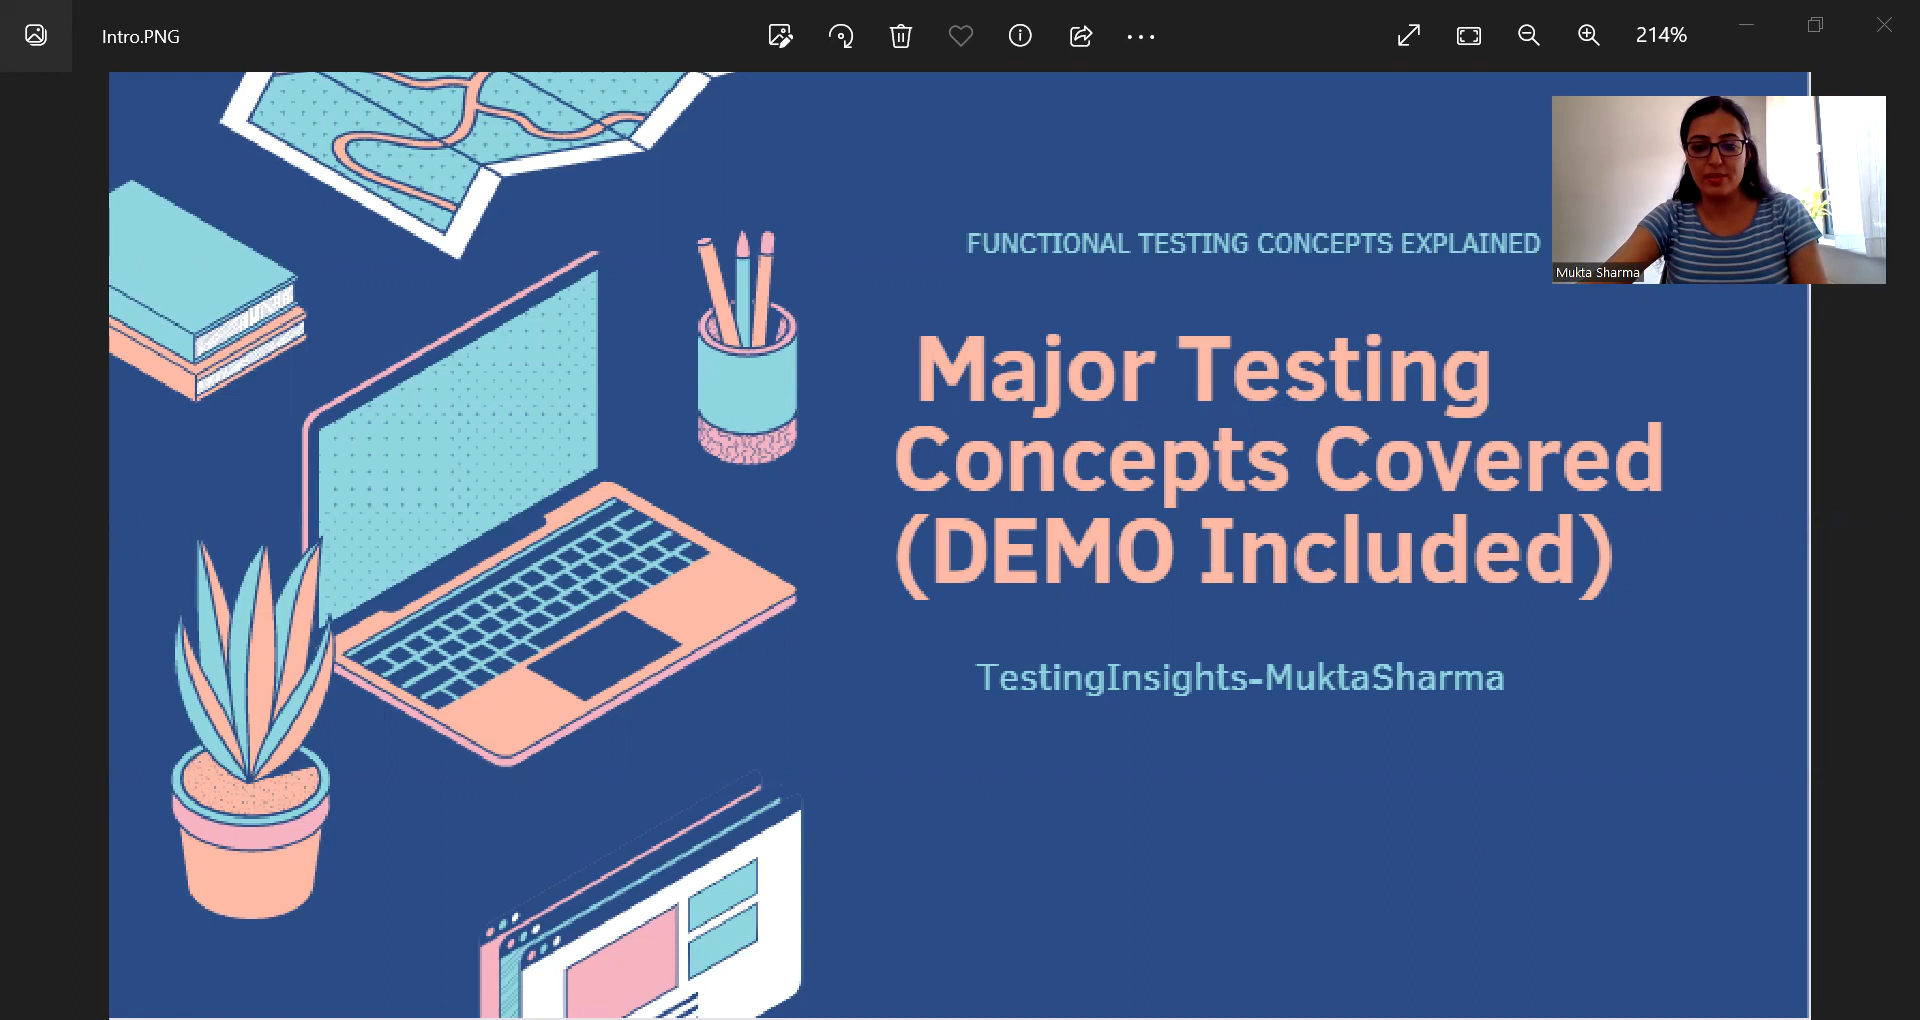 Intro.PNG
214%
FUNCTIONAL TESTING CONCEPTS EXPLAINED
Mukta Sharma
Major Testing
Concepts Covered
(DEMO Included)
TestingInsights-MuktaSharma